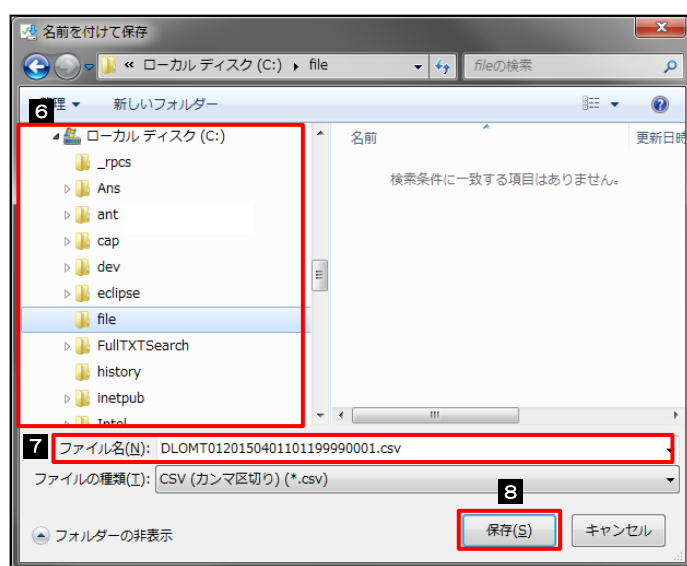 名前を付けて保存
« ローカル ディスク (C:) ▸ file
fileの検索
6
理 ▼ 新しいフォルダー
ローカル ディスク (C:)
_rpcs
Ans
ant
cap
dev
eclipse
file
FullTXTSearch
history
inetpub
Intel
名前
更新日時
検索条件に一致する項目はありません。
7
ファイル名(N): DLOMT0120150401101199990001.csv
ファイルの種類(T): CSV (カンマ区切り) (*.csv)
8
フォルダーの非表示
保存(S)
キャンセル